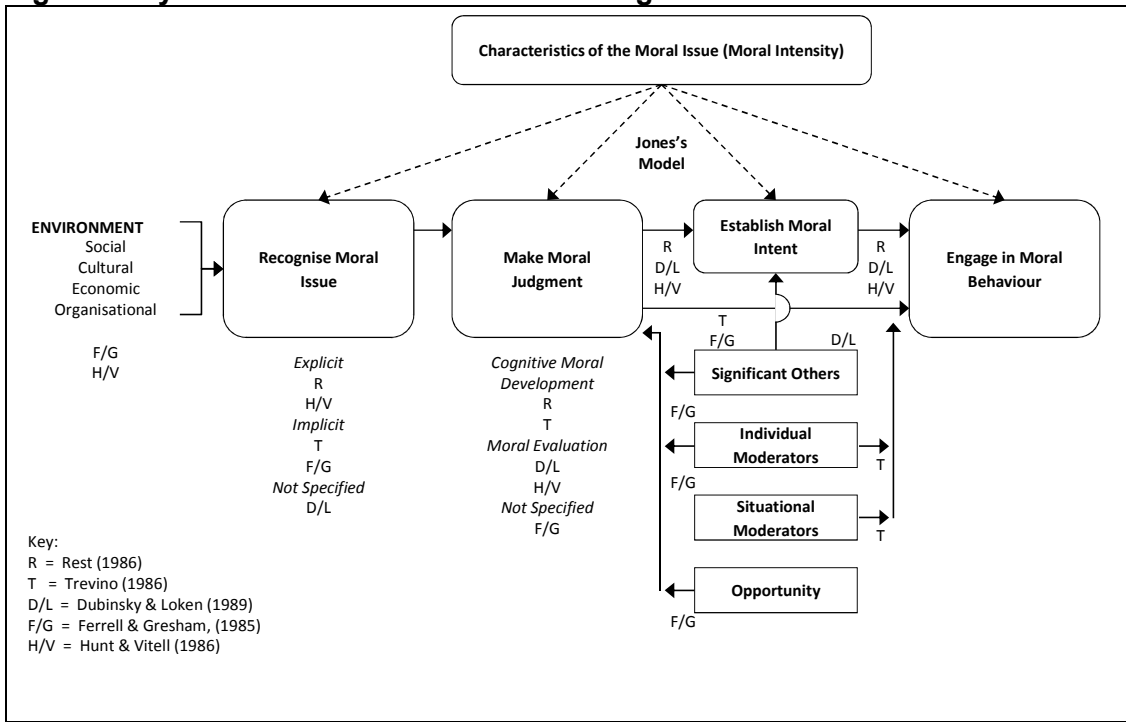 Characteristics of the Moral Issue (Moral Intensity)
Jones's
Model
ENVIRONMENT
Social
Cultural
Economic
Organisational
F/G
H/V
Recognise Moral
Issue
Explicit
R
H/V
Implicit
T
F/G
Not Specified
D/L
Make Moral
Judgment
Cognitive Moral
Development
R
T
Moral Evaluation
D/L
H/V
Not Specified
F/G
R
D/L
H/V
Establish Moral
Intent
R
D/L
H/V
Engage in Moral
Behaviour
T
F/G
D/L
Significant Others
F/G
Individual
Moderators
T
F/G
Situational
Moderators
T
Opportunity
F/G
Key:
R = Rest (1986)
T = Trevino (1986)
D/L = Dubinsky & Loken (1989)
F/G = Ferrell & Gresham, (1985)
H/V = Hunt & Vitell (1986)